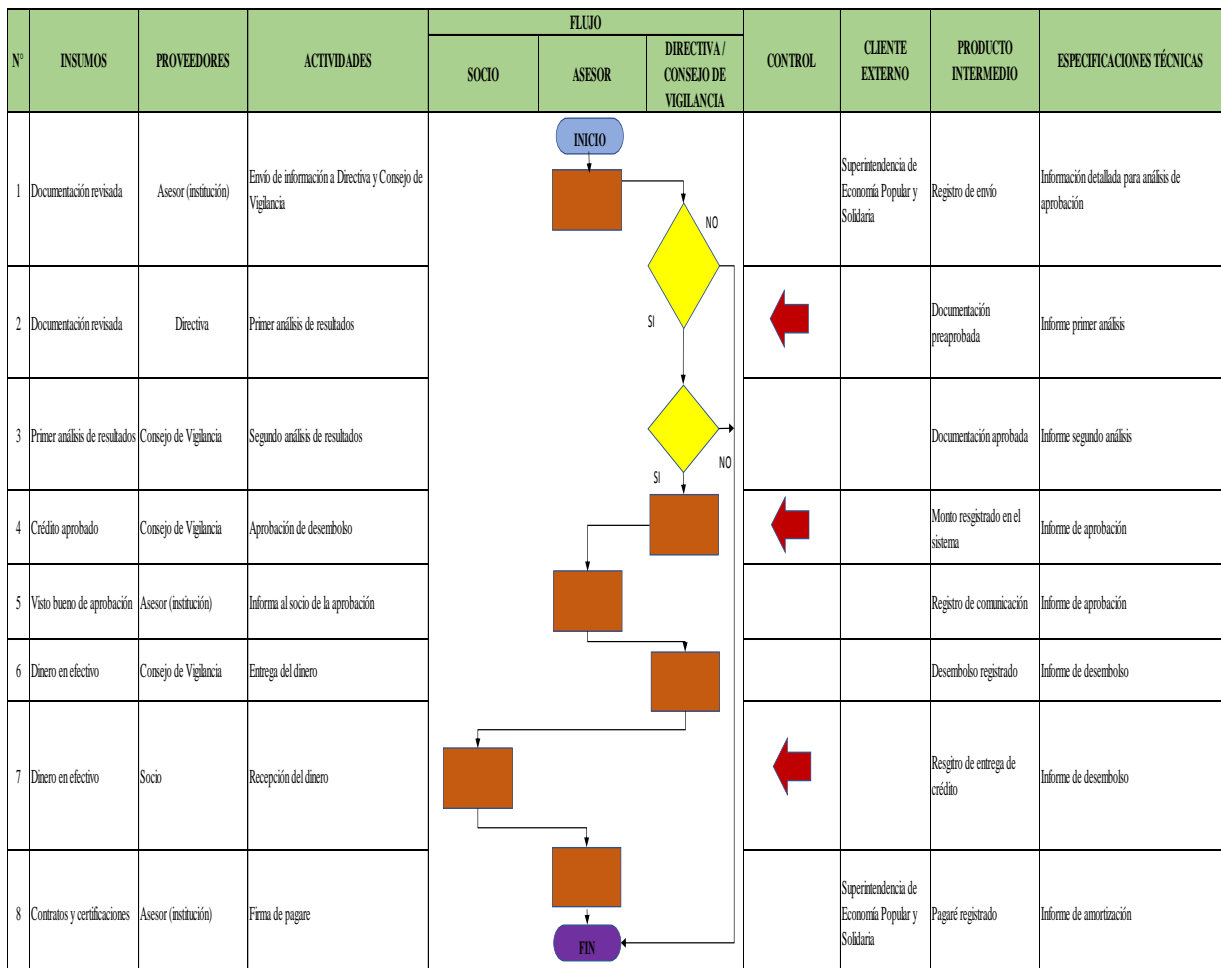 FLUJO
N° INSUMOS PROVEEDORES ACTIVIDADES SOCIO ASESOR DIRECTIVA / CONTROL CLIENTE PRODUCTO ESPECIFICACIONES TÉCNICAS
CONSEJO DE EXTERNO INTERMEDIO
VIGILANCIA
INICIO
1 Documentación revisada Asesor (institución) Envío de información a Directiva y Consejo de
Vigilancia
Superintendencia de
Economía Popular y
Solidaria
Registro de envío
Información detallada para análisis de
aprobación
NO
2 Documentación revisada Directiva Primer análisis de resultados
SI
Documentación
preaprobada
Informe primer análisis
3 Primer análisis de resultados Consejo de Vigilancia Segundo análisis de resultados
Documentación aprobada Informe segundo análisis
NO
SI
4 Crédito aprobado Consejo de Vigilancia Aprobación de desembolso
Monto resgistrado en el
sistema
Informe de aprobación
5 Visto bueno de aprobación Asesor (institución) Informa al socio de la aprobación Registro de comunicación Informe de aprobación
6 Dinero en efectivo Consejo de Vigilancia Entrega del dinero Desembolso registrado Informe de desembolso
7 Dinero en efectivo Socio Recepción del dinero
Resgitro de entrega de
crédito
Informe de desembolso
8 Contratos y certificaciones Asesor (institución) Firma de pagare
Superintendencia de
Economía Popular y
Solidaria
Pagaré registrado Informe de amortización
FIN